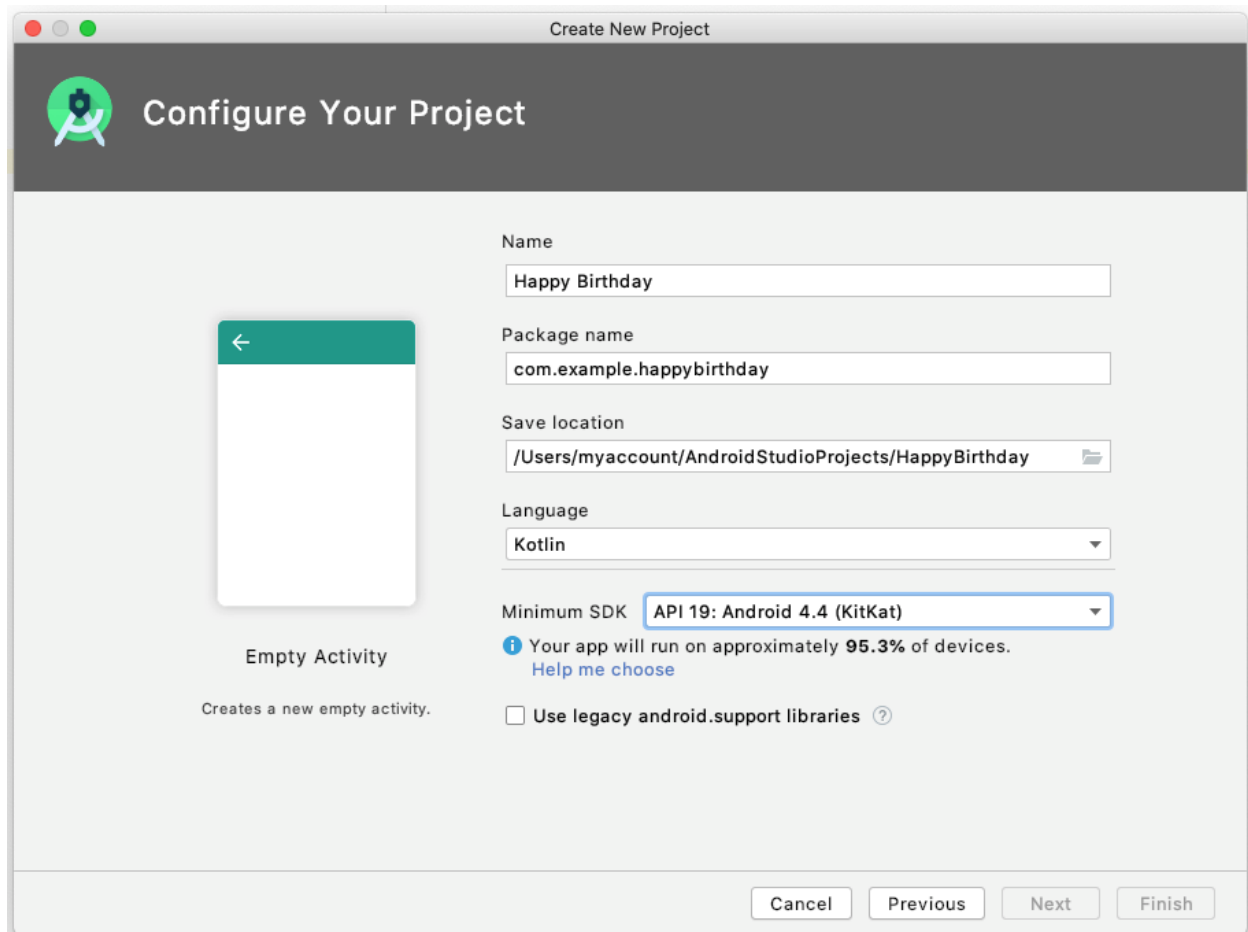 Create New Project
Configure Your Project
Name
Happy Birthday
Package name
com.example.happybirthday
Save location
/Users/myaccount/AndroidStudioProjects/HappyBirthday
Language
Kotlin
Minimum SDK API 19: Android 4.4 (KitKat)
Your app will run on approximately 95.3% of devices.
Help me choose
Use legacy android.support libraries ?
Empty Activity
Creates a new empty activity.
Cancel Previous Next Finish